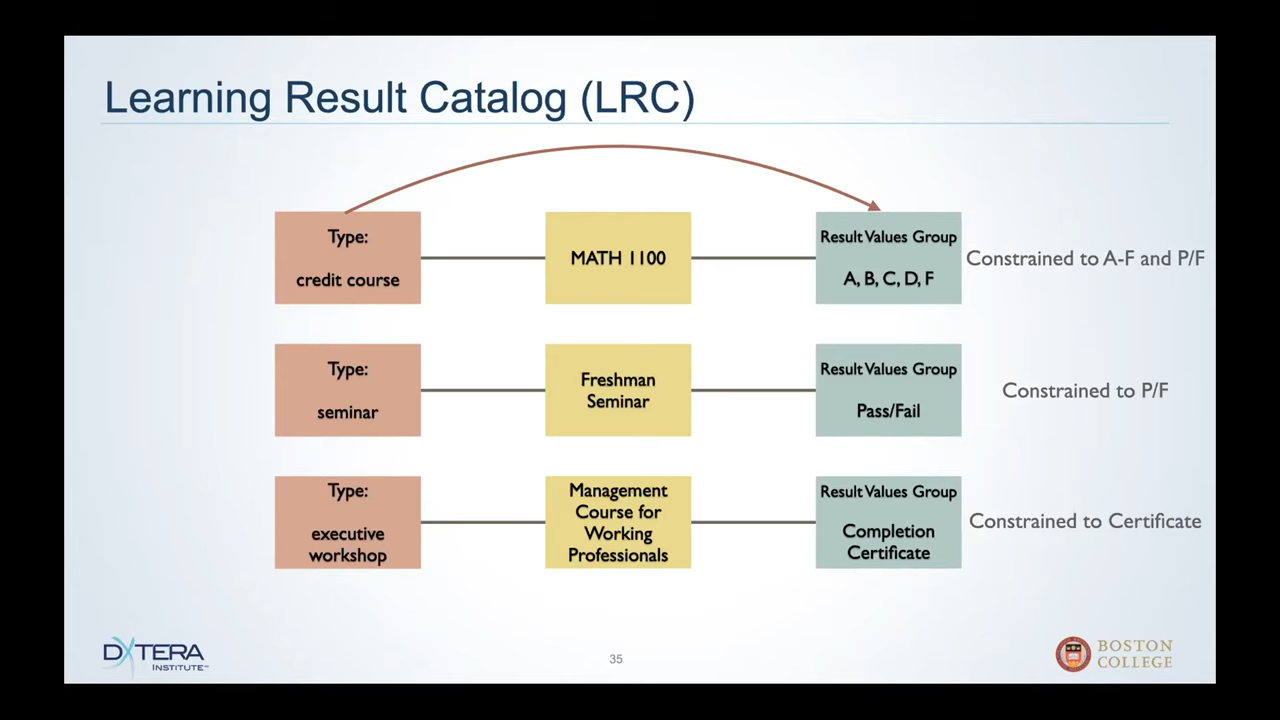 Learning Result Catalog (LRC)
Type:
credit course
MATH 1100
Result Values Group
A, B, C, D, F
Constrained to A-F and P/F
Type:
seminar
Freshman
Seminar
Result Values Group
Pass/Fail
Constrained to P/F
Type:
executive
workshop
Management
Course for
Working
Professionals
Result Values Group
Completion
Certificate
Constrained to Certificate
DXTERA
INSTITUTE
35
BOSTON
COLLEGE